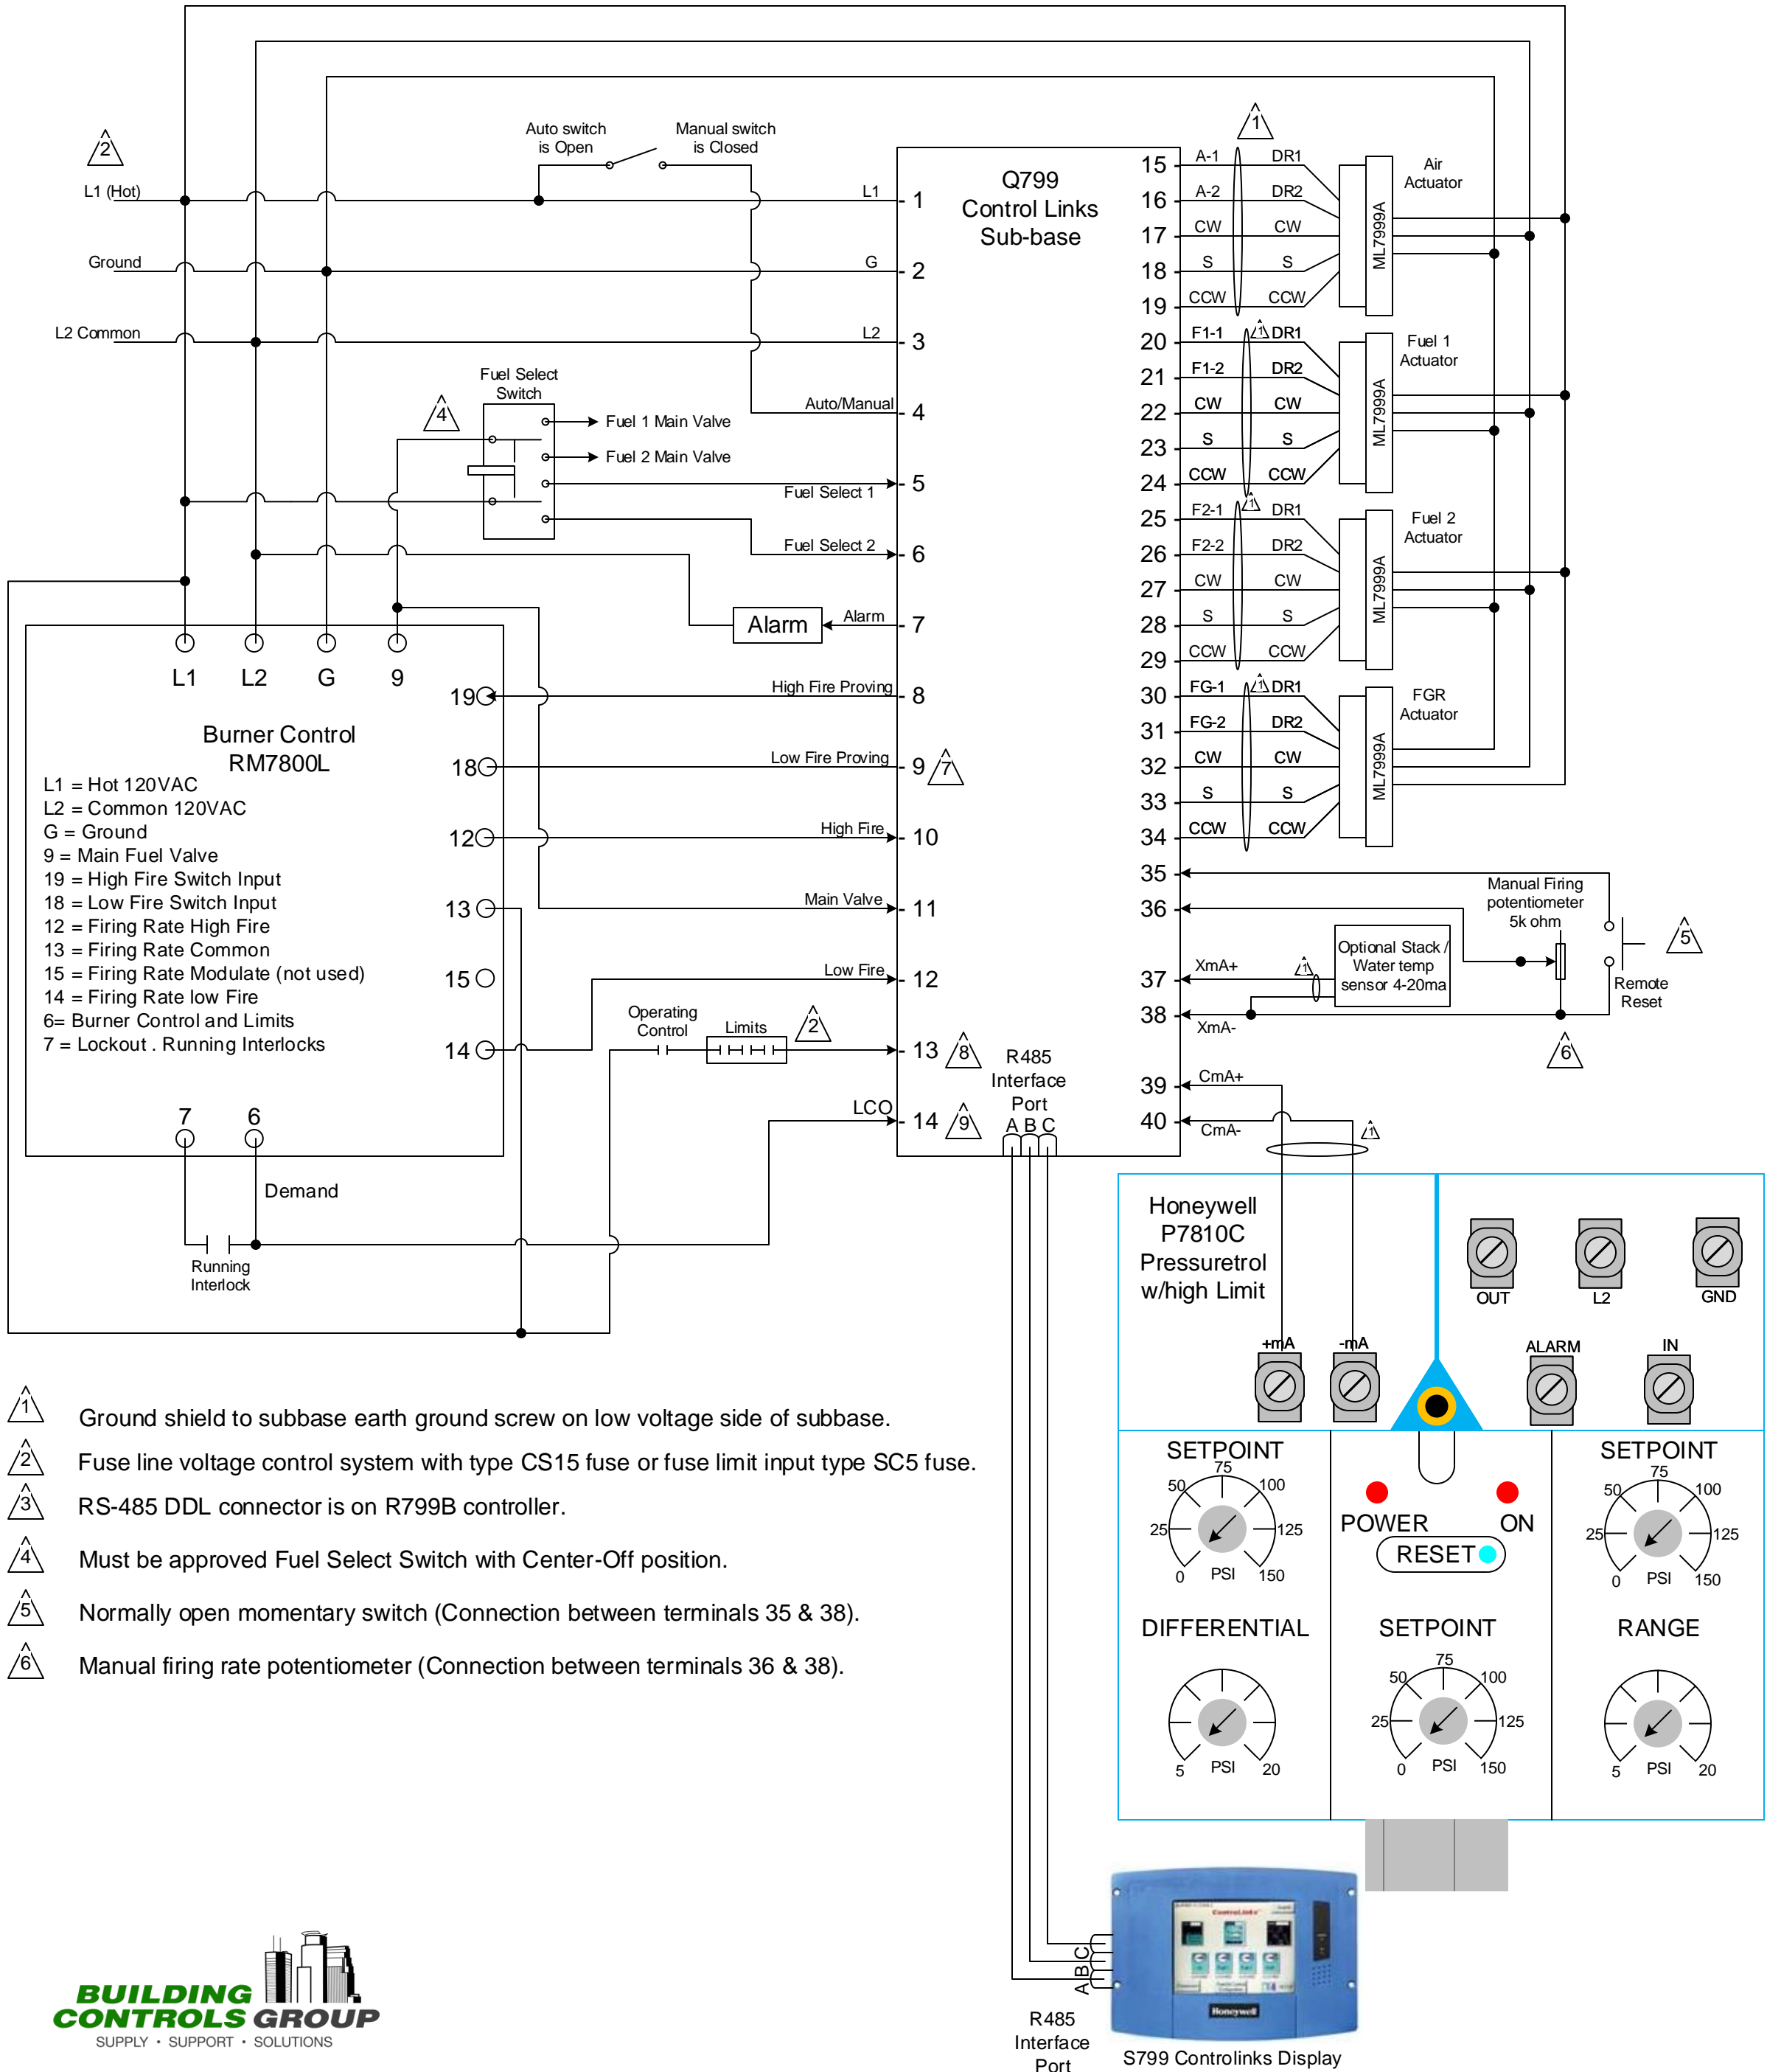 Auto switch
is Open
Manual switch
is Closed
2
L1 (Hot)
L1
1
Ground
G
2
L2 Common
L2
3
Fuel Select
Switch
4
Fuel 1 Main Valve
Fuel 2 Main Valve
Auto/Manual
4
Fuel Select 1
5
Fuel Select 2
6
Alarm
Alarm
7
High Fire Proving
8
Low Fire Proving
9
7
High Fire
10
Main Valve
11
Low Fire
12
Operating
Control
Limits
2
13
8
LCO
14
9
Q799
Control Links
Sub-base
R485
Interface
Port
A B C
L1
L2
G
9
19
18
12
13
15
14
7
6
Burner Control
RM7800L
L1 = Hot 120VAC
L2 = Common 120VAC
G = Ground
9 = Main Fuel Valve
19 = High Fire Switch Input
18 = Low Fire Switch Input
12 = Firing Rate High Fire
13 = Firing Rate Common
15 = Firing Rate Modulate (not used)
14 = Firing Rate low Fire
6= Burner Control and Limits
7 = Lockout . Running Interlocks
Demand
Running
Interlock
1
15 A-1 DR1
16 A-2 DR2
17 CW CW
18 S S
19 CCW CCW
ML7999A
Air
Actuator
20 F1-1 1 DR1
21 F1-2 DR2
22 CW CW
23 S S
24 CCW CCW
ML7999A
Fuel 1
Actuator
1
25 F2-1 DR1
26 F2-2 DR2
27 CW CW
28 S S
29 CCW CCW
ML7999A
Fuel 2
Actuator
30 FG-1 1 DR1
31 FG-2 DR2
32 CW CW
33 S S
34 CCW CCW
ML7999A
FGR
Actuator
35
36
Manual Firing
potentiometer
5k ohm
5
Remote
Reset
37 XmA+
1
Optional Stack /
Water temp
sensor 4-20ma
38 XmA-
6
39 CmA+
40 CmA-
1
Honeywell
P7810C
Pressuretrol
w/high Limit
OUT
L2
GND
+mA
-mA
ALARM
IN
SETPOINT
0 25 50 75 100 125 150
PSI
POWER
ON
RESET
SETPOINT
0 25 50 75 100 125 150
PSI
DIFFERENTIAL
5 PSI 20
SETPOINT
0 25 50 75 100 125 150
PSI
RANGE
5 PSI 20
1 Ground shield to subbase earth ground screw on low voltage side of subbase.
2 Fuse line voltage control system with type CS15 fuse or fuse limit input type SC5 fuse.
3 RS-485 DDL connector is on R799B controller.
4 Must be approved Fuel Select Switch with Center-Off position.
5 Normally open momentary switch (Connection between terminals 35 & 38).
6 Manual firing rate potentiometer (Connection between terminals 36 & 38).
BUILDING
CONTROLS GROUP
SUPPLY • SUPPORT • SOLUTIONS
A B C
R485
Interface
Port
ControLinks
Honeywell
S799 Controlinks Display